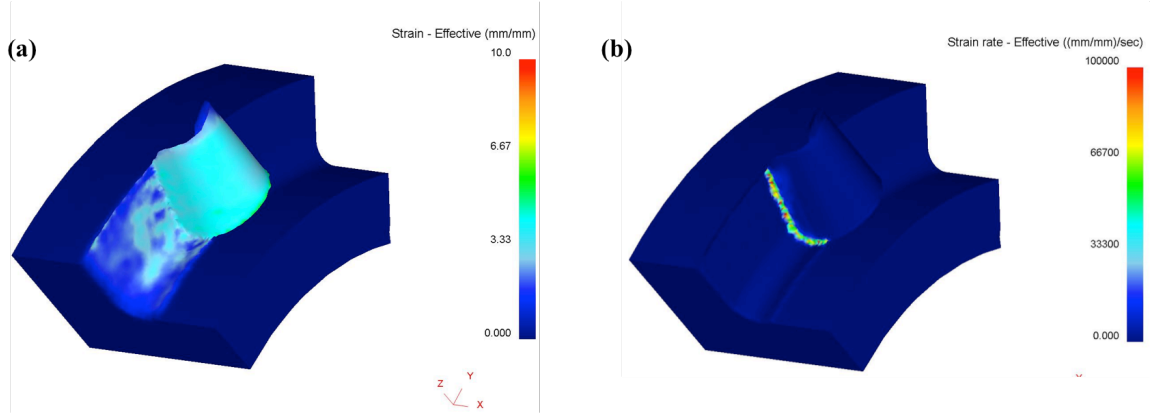 (a)
Strain - Effective (mm/mm)
10.0
6.67
3.33
0.000
Z
Y
X
(b)
Strain rate - Effective ((mm/mm)/sec)
100000
66700
33300
0.000